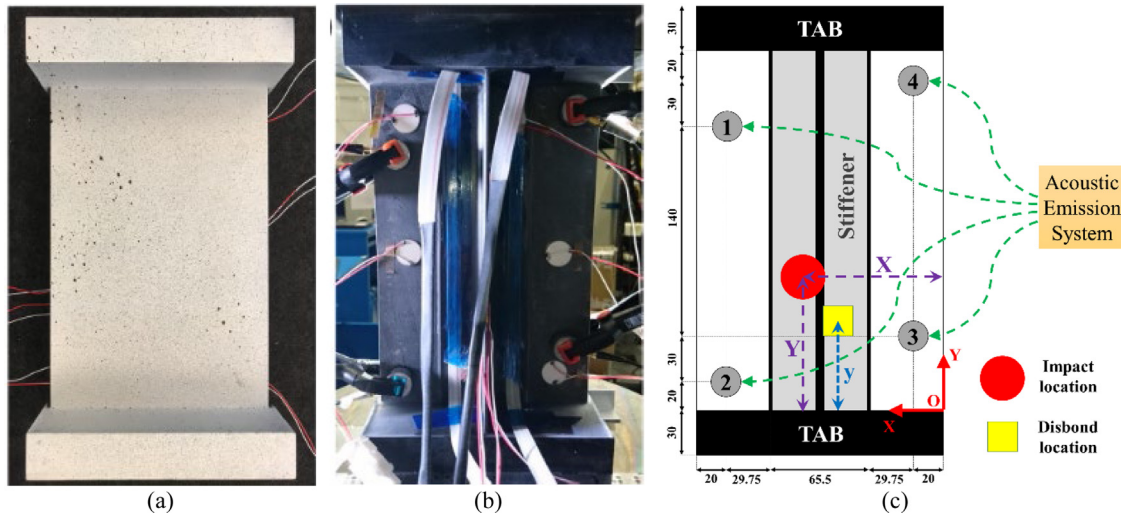 TAB
30
20
30
140
30
20
30
1
4
Stiffener
Acoustic
Emission
System
X
Y
y
2
3
Y
O
X
Impact
location
Disbond
location
TAB
20
29.75
65.5
29.75
20
(a)
(b)
(c)